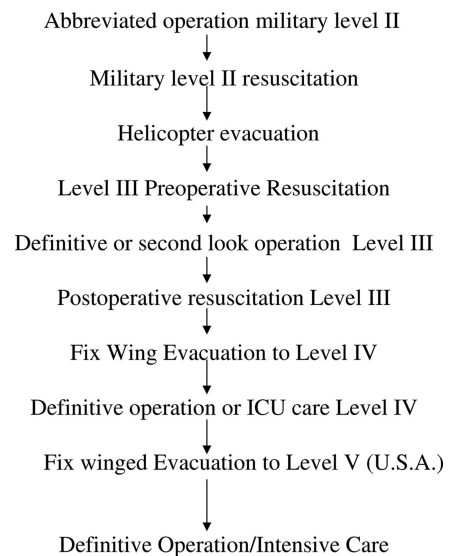 Abbreviated operation military level II
Military level II resuscitation
Helicopter evacuation
Level III Preoperative Resuscitation
Definitive or second look operation Level III
Postoperative resuscitation Level III
Fix Wing Evacuation to Level IV
Definitive operation or ICU care Level IV
Fix winged Evacuation to Level V (U.S.A.)
Definitive Operation/Intensive Care